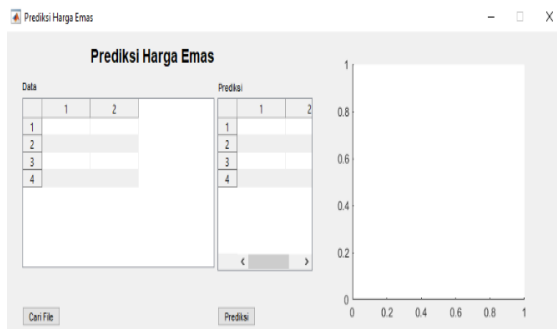 Prediksi Harga Emas
Prediksi Harga Emas
Data
1 2
1
2
3
4
Cari File
Prediksi
1 2
1
2
3
4
Prediksi
1
0.8
0.6
0.4
0.2
0
0 0.2 0.4 0.6 0.8 1